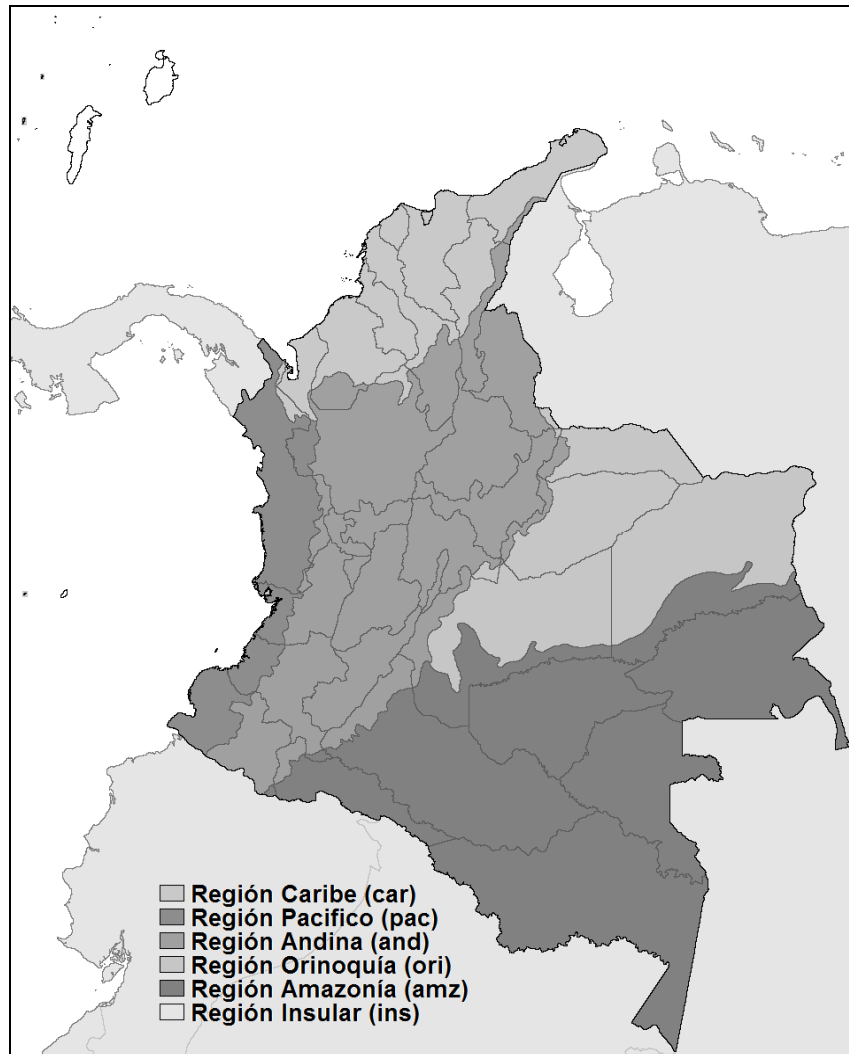 Región Caribe (car)
Región Pacifico (pac)
Región Andina (and)
Región Orinoquía (ori)
Región Amazonía (amz)
Región Insular (ins)